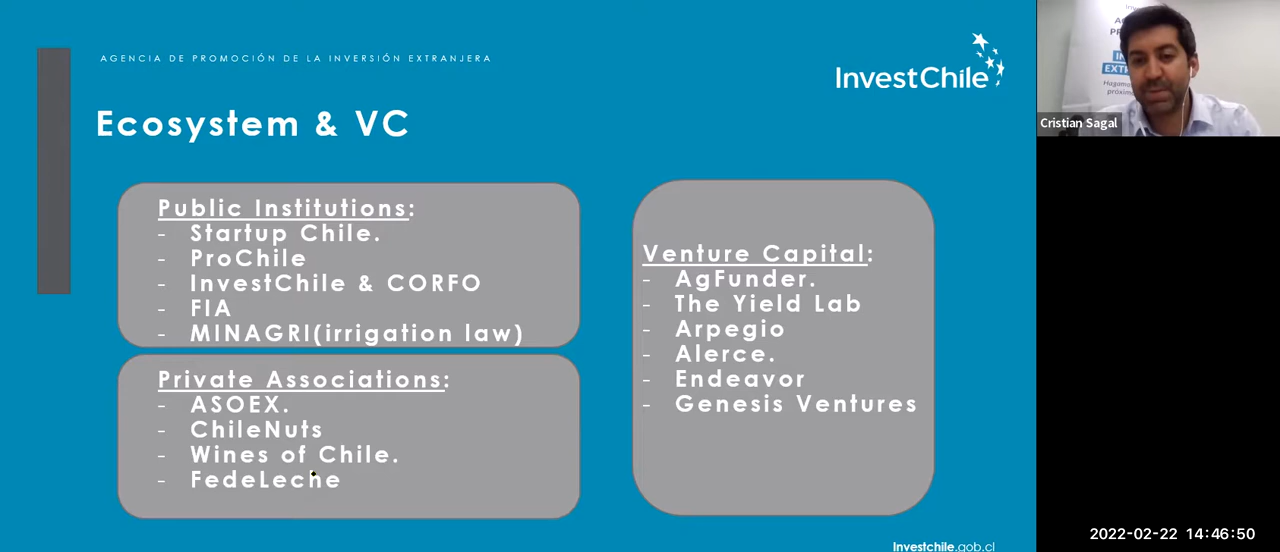 AGENCIA DE PROMOCIÓN DE LA INVERSIÓN EXTRANJERA
InvestChile
Ecosystem & VC
Public Institutions:
- Startup Chile.
- ProChile
- InvestChile & CORFO
- FIA
- MINAGRI(irrigation law)
Private Associations:
- ASOEX.
- ChileNuts
- Wines of Chile.
- FedeLeche
Venture Capital:
- AgFunder.
- The Yield Lab
- Arpegio
- Alerce.
- Endeavor
- Genesis Ventures
Investchile.gob.cl
Cristian Sagal
2022-02-22 14:46:50